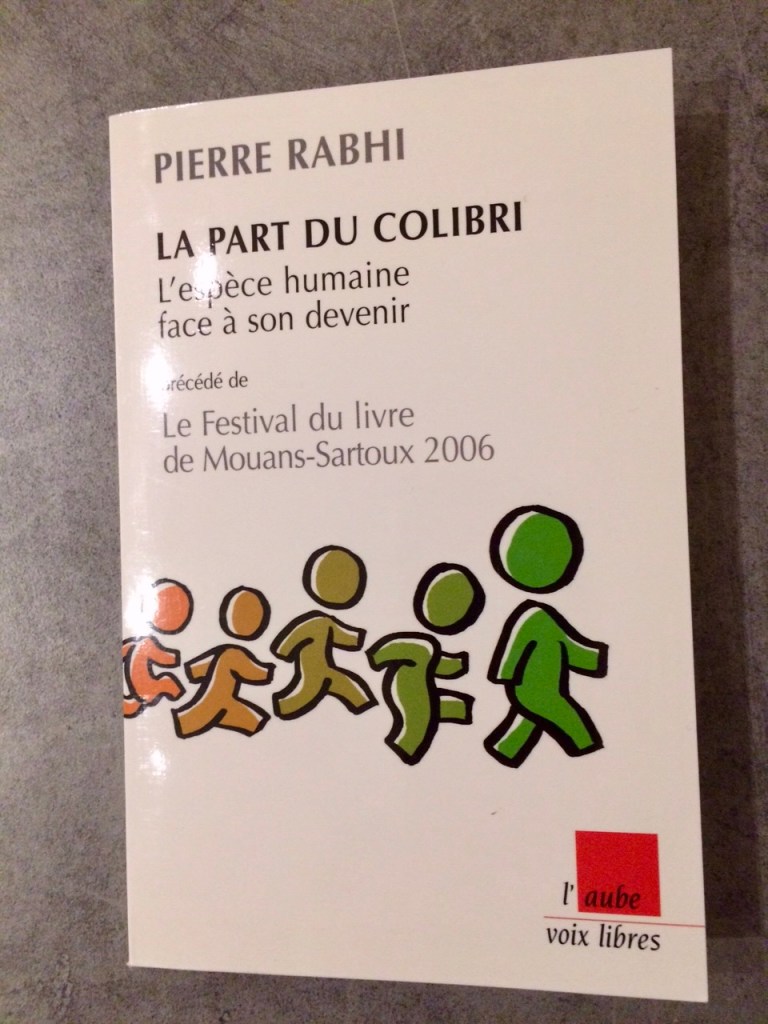 PIERRE RABHI
LA PART DU COLIBRI
L'espèce humaine
face à son devenir
précédé de
Le Festival du livre
de Mouans-Sartoux 2006
l'aube
voix libres